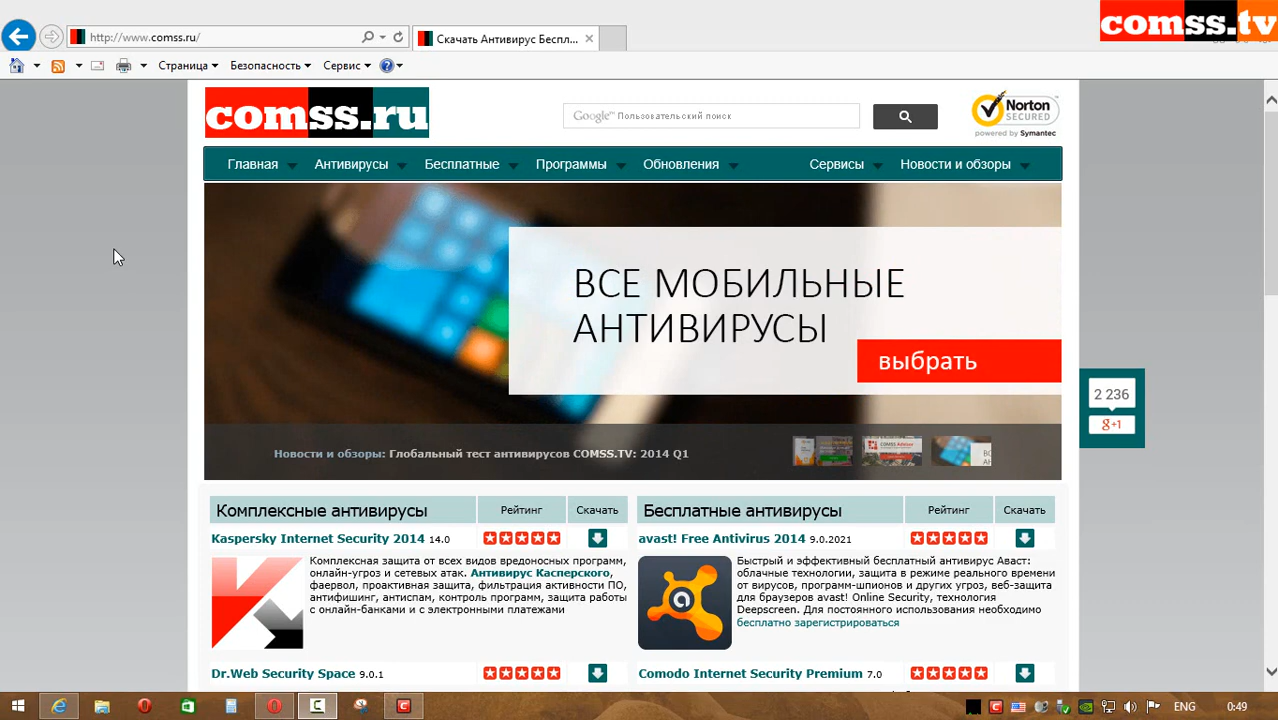 comss.tv
http://www.comss.ru/
Скачать Антивирус Беспл...
Страница
Безопасность
Сервис
comss.ru
Google™ Пользовательский поиск
Norton
SECURED
powered by Symantec
Главная
Антивирусы
Бесплатные
Программы
Обновления
Сервисы
Новости и обзоры
ВСЕ МОБИЛЬНЫЕ
АНТИВИРУСЫ
выбрать
2 236
g+1
Новости и обзоры: Глобальный тест антивирусов COMSS.TV: 2014 Q1
Комплексные антивирусы Рейтинг Скачать
Kaspersky Internet Security 2014 14.0
Комплексная защита от всех видов вредоносных программ,
онлайн-угроз и сетевых атак. Антивирус Касперского,
фаервол, проактивная защита, фильтрация активности ПО,
антифишинг, антиспам, контроль программ, защита работы
с онлайн-банками и с электронными платежами
Dr.Web Security Space 9.0.1
Бесплатные антивирусы Рейтинг Скачать
avast! Free Antivirus 2014 9.0.2021
Быстрый и эффективный бесплатный антивирус Аваст:
облачные технологии, защита в режиме реального времени
от вирусов, программ-шпионов и других угроз, веб-защита
для браузеров avast! Online Security, технология
Deepscreen. Для постоянного использования необходимо
бесплатно зарегистрироваться
Comodo Internet Security Premium 7.0
ENG
0:49